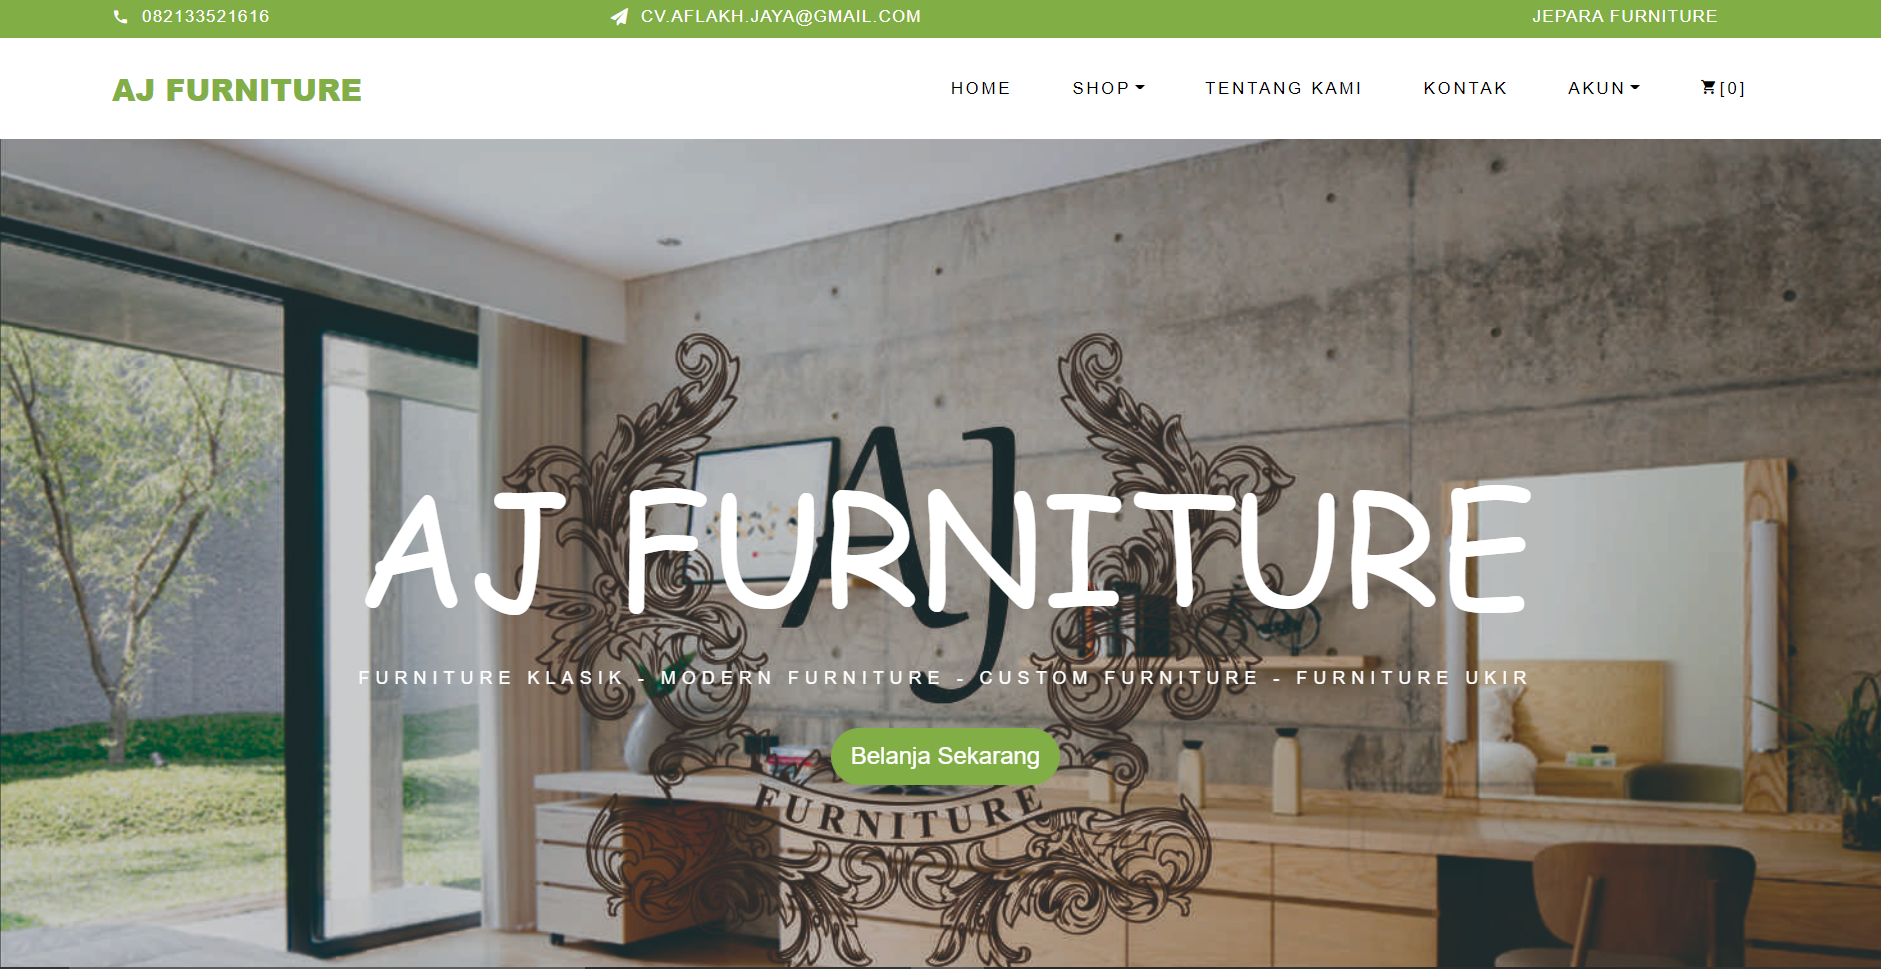 082133521616
CV.AFLAKH.JAYA@GMAIL.COM
JEPARA FURNITURE
AJ FURNITURE
HOME
SHOP
TENTANG KAMI
KONTAK
AKUN
[0]
AJ
AJ FURNITURE
FURNITURE KLASIK - MODERN FURNITURE - CUSTOM FURNITURE - FURNITURE UKIR
Belanja Sekarang
FURNITURE